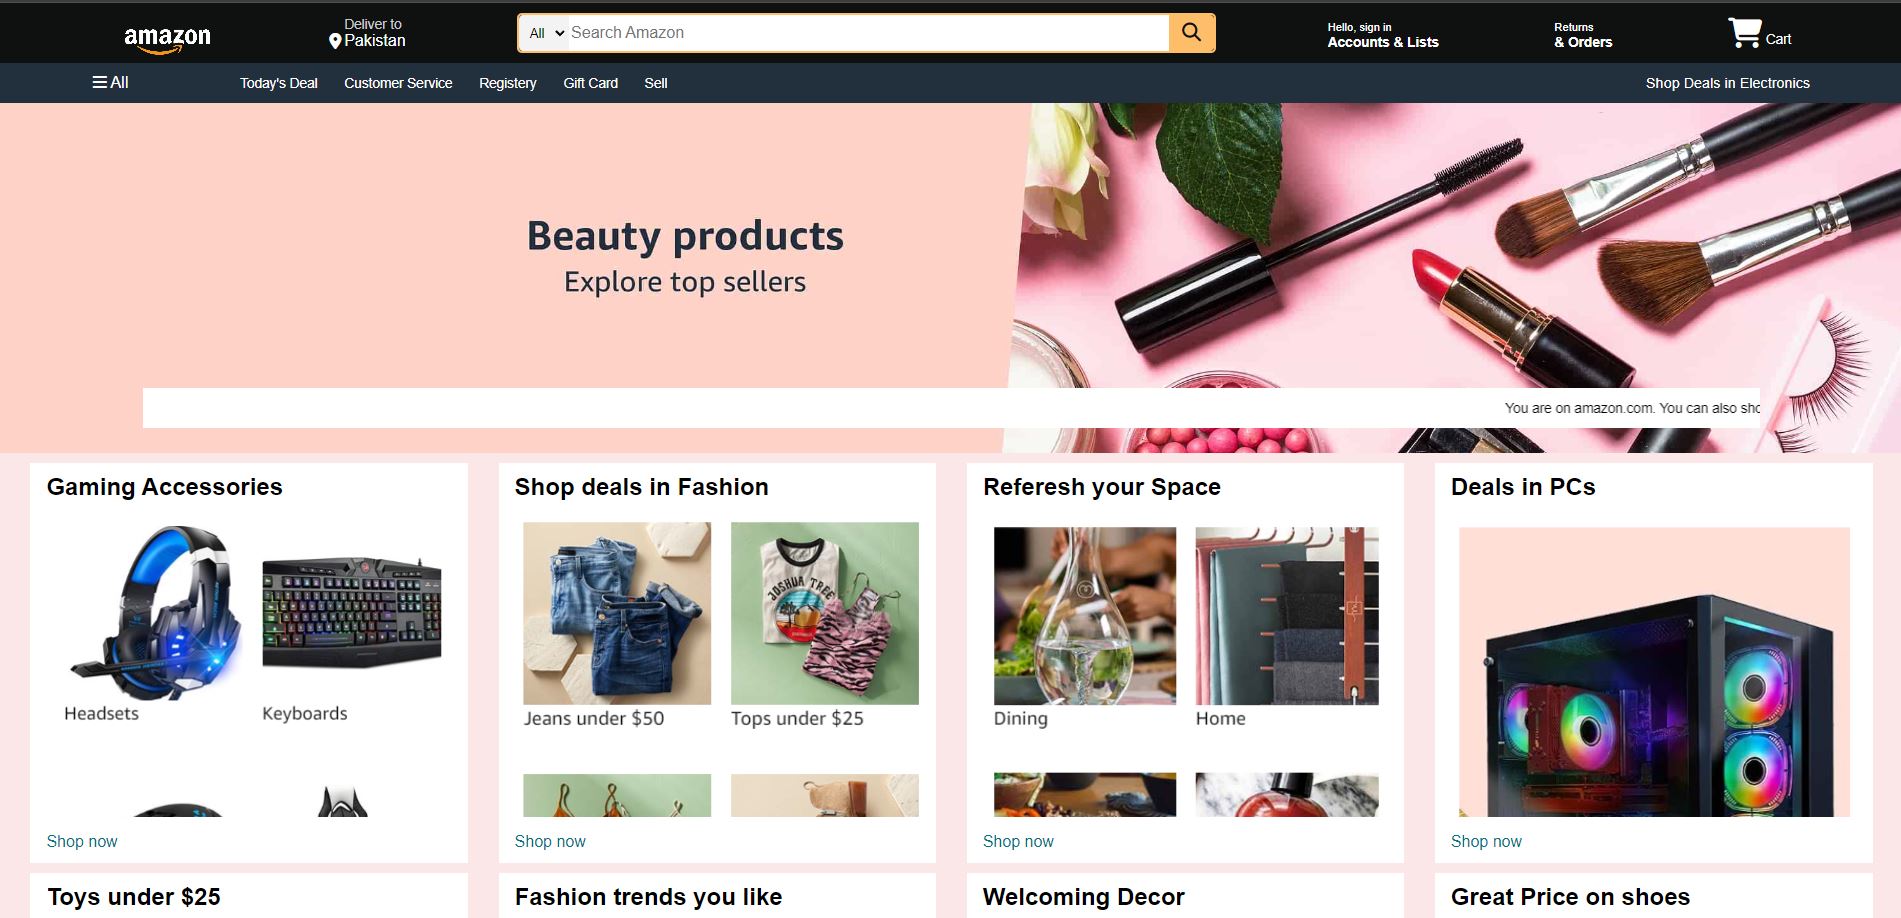 amazon
Deliver to
Pakistan
All
Search Amazon
Hello, sign in
Accounts & Lists
Returns
& Orders
Cart
All
Today's Deal
Customer Service
Registery
Gift Card
Sell
Shop Deals in Electronics
Beauty products
Explore top sellers
You are on amazon.com. You can also sho
Gaming Accessories
Headsets
Keyboards
Shop now
Shop deals in Fashion
JOSHUA TREE
Jeans under $50
Tops under $25
Shop now
Referesh your Space
Dining
Home
Shop now
Deals in PCs
Shop now
Toys under $25
Fashion trends you like
Welcoming Decor
Great Price on shoes